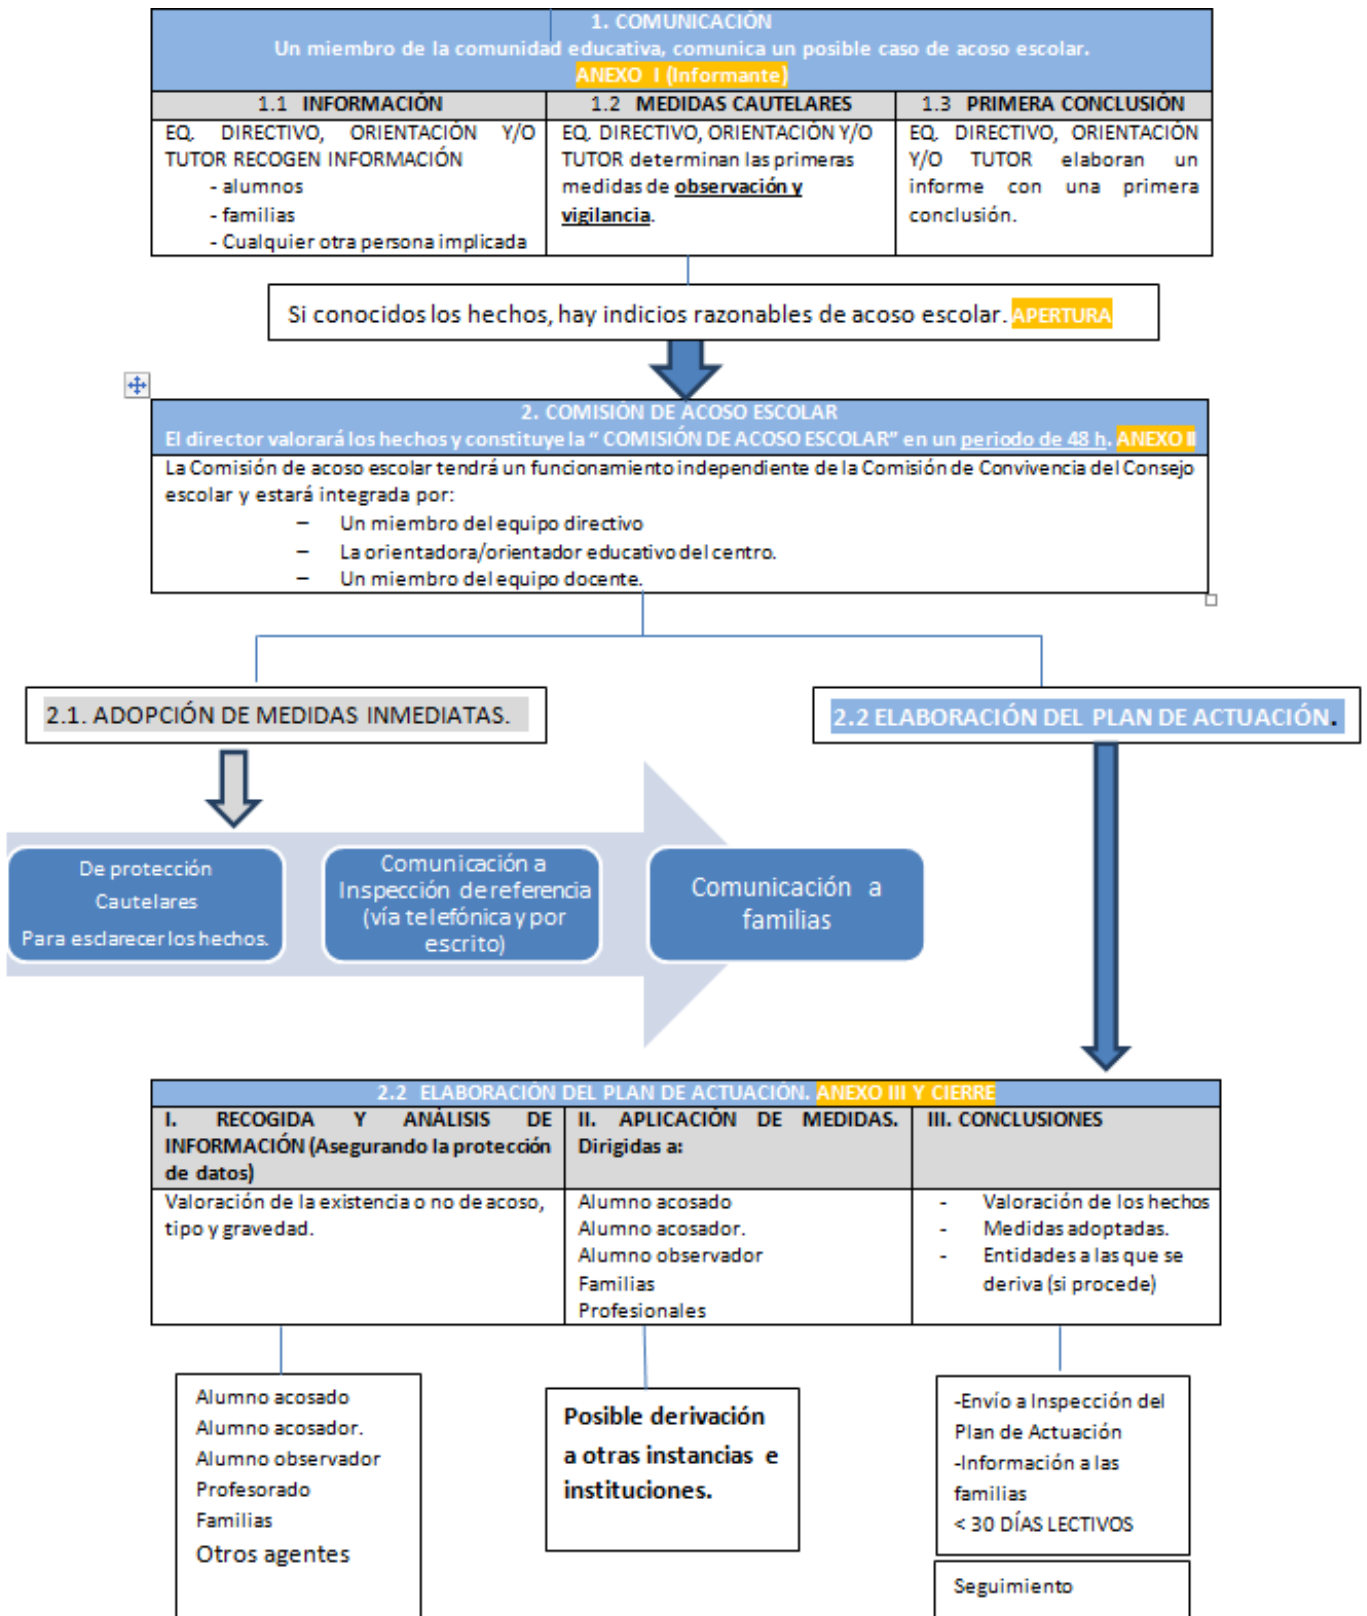 1. COMUNICACIÓN
Un miembro de la comunidad educativa, comunica un posible caso de acoso escolar.
ANEXO I (Informante)
1.1 INFORMACIÓN
EQ. DIRECTIVO, ORIENTACIÓN Y/O
TUTOR RECOGEN INFORMACIÓN
- alumnos
- familias
- Cualquier otra persona implicada
1.2 MEDIDAS CAUTELARES
EQ. DIRECTIVO, ORIENTACIÓN Y/O
TUTOR determinan las primeras
medidas de observación y
vigilancia.
1.3 PRIMERA CONCLUSIÓN
EQ. DIRECTIVO, ORIENTACIÓN
Y/O TUTOR elaboran un
informe con una primera
conclusión.
Si conocidos los hechos, hay indicios razonables de acoso escolar. APERTURA
2. COMISIÓN DE ACOSO ESCOLAR
El director valorará los hechos y constituye la “ COMISIÓN DE ACOSO ESCOLAR” en un periodo de 48 h. ANEXO II
La Comisión de acoso escolar tendrá un funcionamiento independiente de la Comisión de Convivencia del Consejo
escolar y estará integrada por:
– Un miembro del equipo directivo
– La orientadora/orientador educativo del centro.
– Un miembro del equipo docente.
2.1. ADOPCIÓN DE MEDIDAS INMEDIATAS.
2.2 ELABORACIÓN DEL PLAN DE ACTUACIÓN.
De protección
Cautelares
Para esclarecer los hechos.
Comunicación a
Inspección de referencia
(vía telefónica y por
escrito)
Comunicación a
familias
2.2 ELABORACIÓN DEL PLAN DE ACTUACIÓN. ANEXO III Y CIERRE
I. RECOGIDA Y ANÁLISIS DE
INFORMACIÓN (Asegurando la protección
de datos)
Valoración de la existencia o no de acoso,
tipo y gravedad.
II. APLICACIÓN DE MEDIDAS.
Dirigidas a:
Alumno acosado
Alumno acosador.
Alumno observador
Familias
Profesionales
III. CONCLUSIONES
- Valoración de los hechos
- Medidas adoptadas.
- Entidades a las que se
deriva (si procede)
Alumno acosado
Alumno acosador.
Alumno observador
Profesorado
Familias
Otros agentes
Posible derivación
a otras instancias e
instituciones.
-Envío a Inspección del
Plan de Actuación
-Información a las
familias
< 30 DÍAS LECTIVOS
Seguimiento